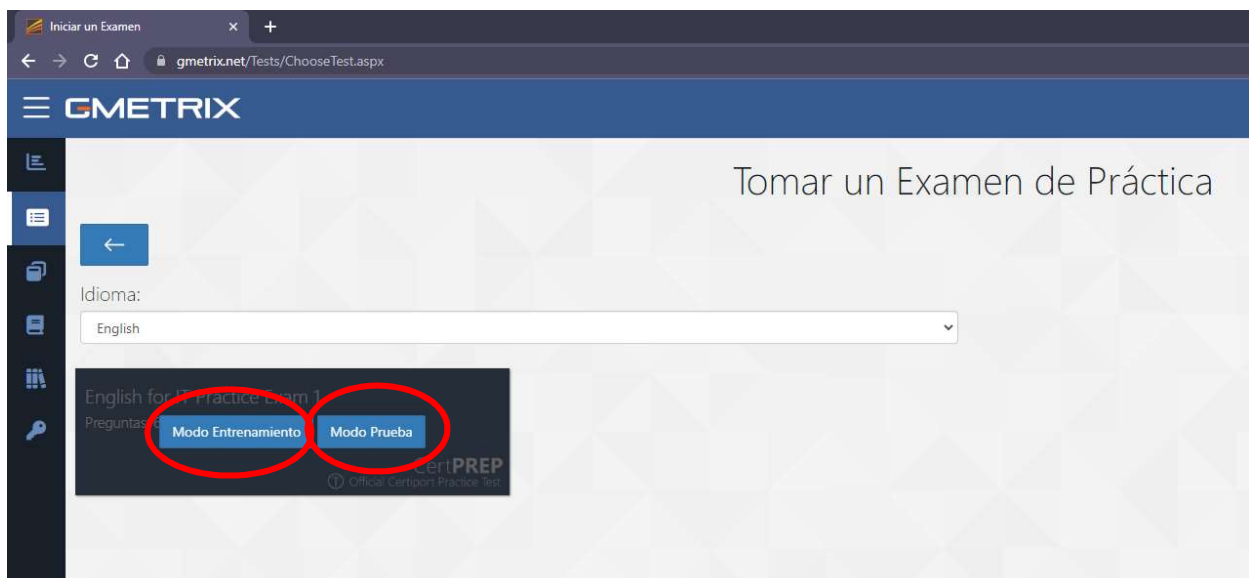 Iniciar un Examen
gmetrix.net/Tests/ChooseTest.aspx
GMETRIX
Tomar un Examen de Práctica
Idioma:
English
English for IT Practice Exam 1
Preguntas:
Modo Entrenamiento
Modo Prueba
CertPREP
Official Certiport Practice Test